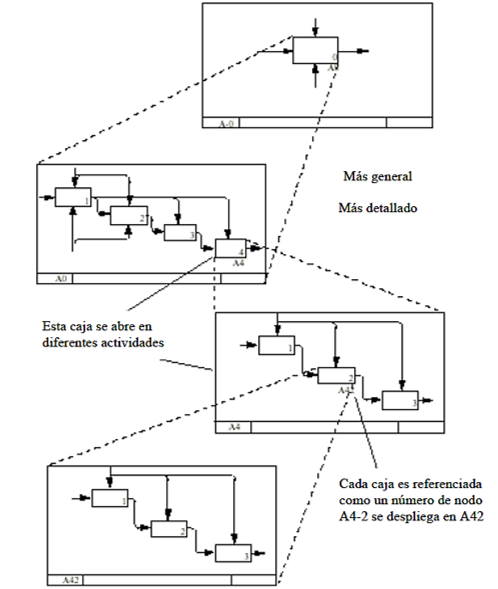 0
A0
A-0
Más general
Más detallado
1
2
3
4
A4
A0
Esta caja se abre en
diferentes actividades
1
2
A42
3
A4
Cada caja es referenciada
como un número de nodo
A4-2 se despliega en A42
1
2
3
A42